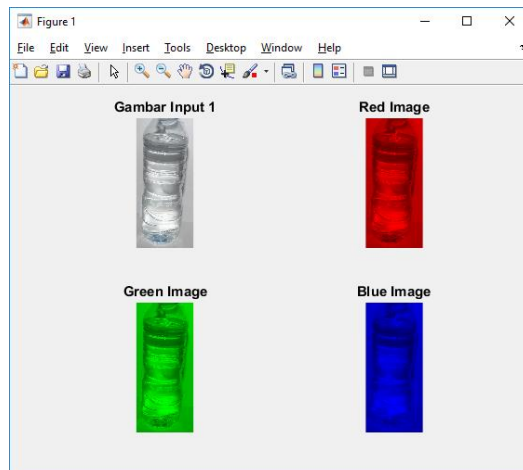 Figure 1
File Edit View Insert Tools Desktop Window Help
Gambar Input 1
Red Image
Green Image
Blue Image